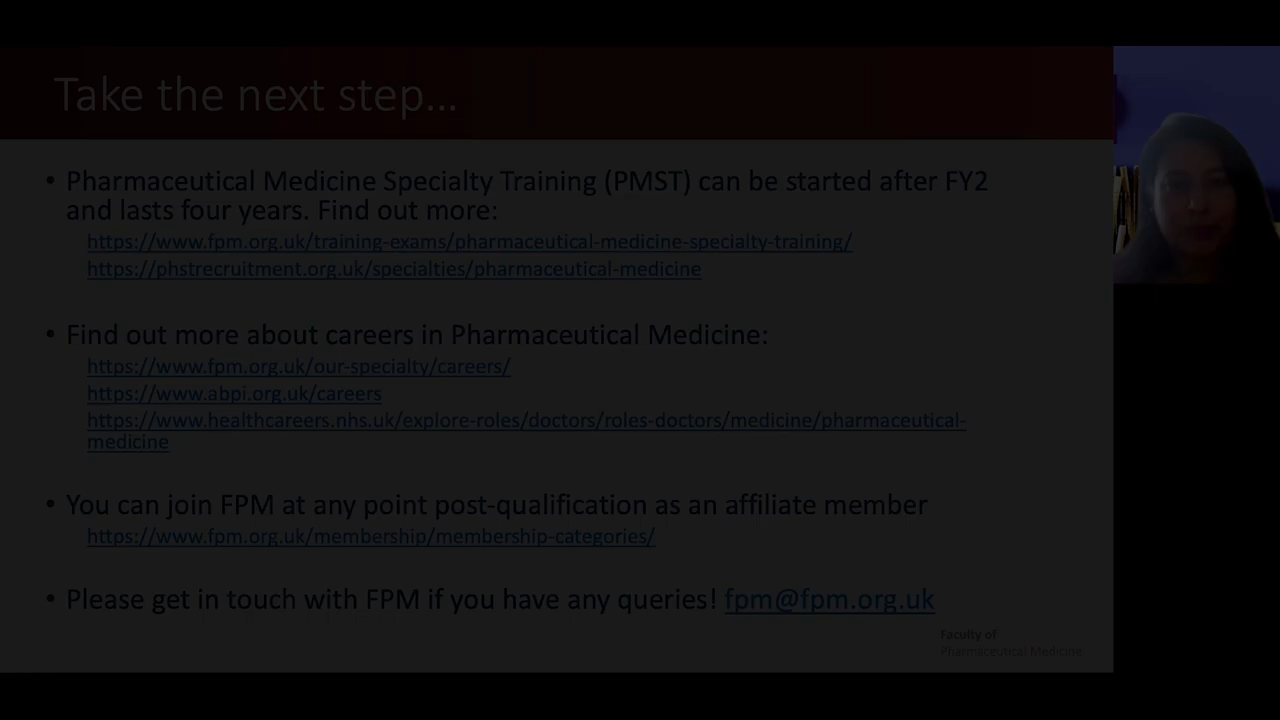 Take the next step...
• Pharmaceutical Medicine Specialty Training (PMST) can be started after FY2
and lasts four years. Find out more:
https://www.fpm.org.uk/training-exams/pharmaceutical-medicine-specialty-training/
https://phstrecruitment.org.uk/specialties/pharmaceutical-medicine
• Find out more about careers in Pharmaceutical Medicine:
https://www.fpm.org.uk/our-specialty/careers/
https://www.abpi.org.uk/careers
https://www.healthcareers.nhs.uk/explore-roles/doctors/roles-doctors/medicine/pharmaceutical-
medicine
• You can join FPM at any point post-qualification as an affiliate member
https://www.fpm.org.uk/membership/membership-categories/
• Please get in touch with FPM if you have any queries! fpm@fpm.org.uk
Faculty of
Pharmaceutical Medicine